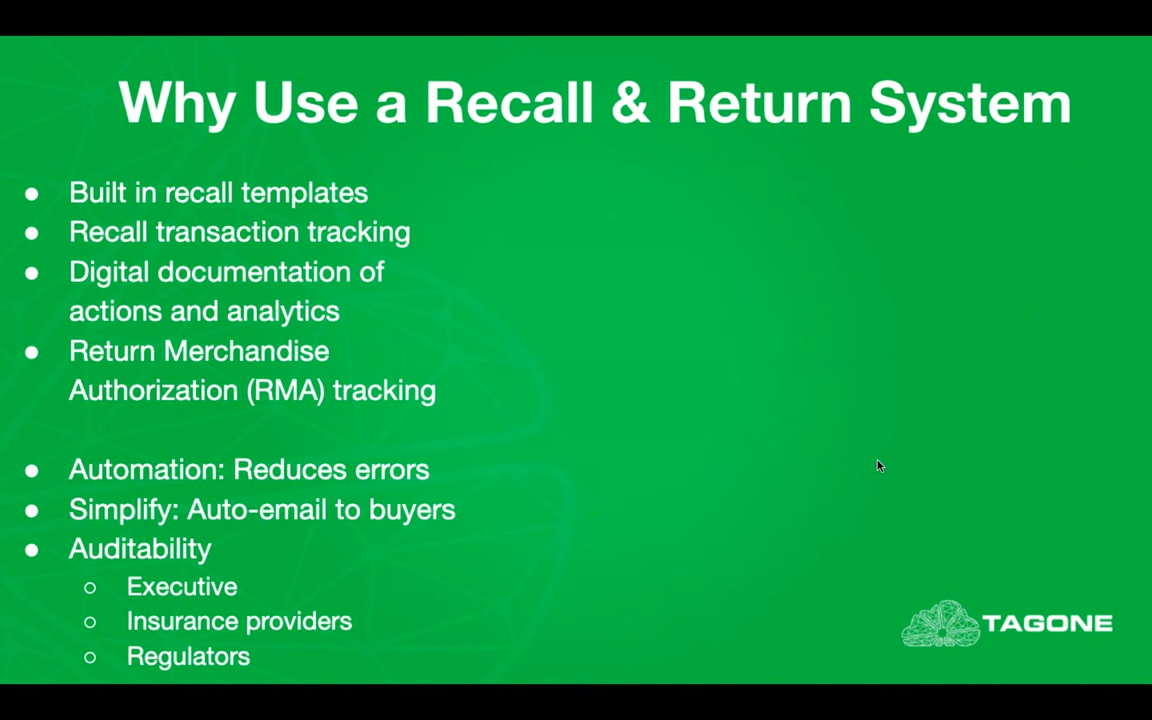 Why Use a Recall & Return System
● Built in recall templates
● Recall transaction tracking
● Digital documentation of
actions and analytics
● Return Merchandise
Authorization (RMA) tracking
● Automation: Reduces errors
● Simplify: Auto-email to buyers
● Auditability
○ Executive
○ Insurance providers
○ Regulators
TAGONE